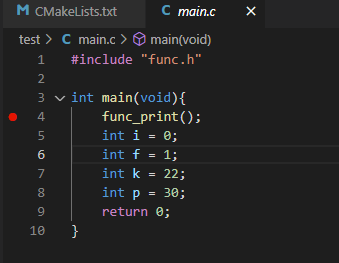 CMakeLists.txt
main.c
test > C main.c > main(void)
1 #include "func.h"
2
3 int main(void){
4 func_print();
5 int i = 0;
6 int f = 1;
7 int k = 22;
8 int p = 30;
9 return 0;
10 }